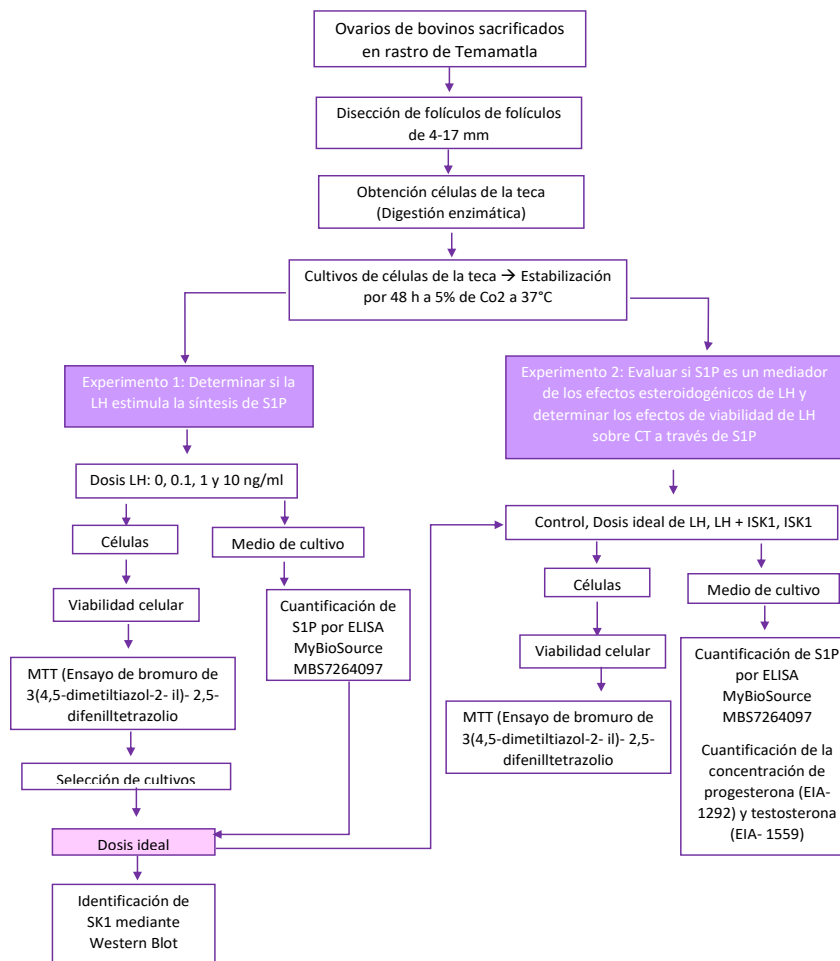 Ovarios de bovinos sacrificados
en rastro de Temamatla
Disección de folículos de folículos
de 4-17 mm
Obtención células de la teca
(Digestión enzimática)
Cultivos de células de la teca → Estabilización
por 48 h a 5% de Co2 a 37°C
Experimento 1: Determinar si la
LH estimula la síntesis de S1P
Dosis LH: 0, 0.1, 1 y 10 ng/ml
Células
Medio de cultivo
Viabilidad celular
Cuantificación de
S1P por ELISA
MyBioSource
MBS7264097
MTT (Ensayo de bromuro de
3(4,5-dimetiltiazol-2- il)- 2,5-
difenilltetrazolio
Selección de cultivos
Dosis ideal
Identificación de
SK1 mediante
Western Blot
Experimento 2: Evaluar si S1P es un mediador
de los efectos esteroidogénicos de LH y
determinar los efectos de viabilidad de LH
sobre CT a través de S1P
Control, Dosis ideal de LH, LH + ISK1, ISK1
Células
Medio de cultivo
Viabilidad celular
MTT (Ensayo de bromuro de
3(4,5-dimetiltiazol-2- il)- 2,5-
difenilltetrazolio
Cuantificación de S1P
por ELISA
MyBioSource
MBS7264097
Cuantificación de la
concentración de
progesterona (EIA-
1292) y testosterona
(EIA- 1559)